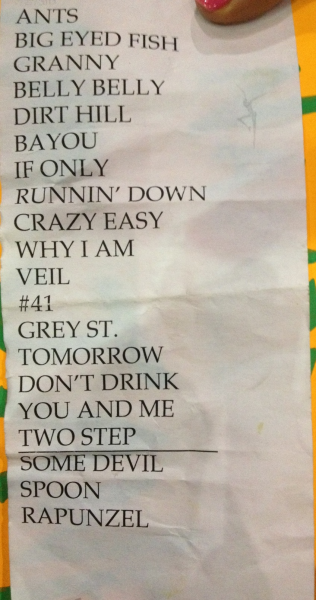 ANTS
BIG EYED FISH
GRANNY
BELLY BELLY
DIRT HILL
BAYOU
IF ONLY
RUNNIN' DOWN
CRAZY EASY
WHY I AM
VEIL
#41
GREY ST.
TOMORROW
DON'T DRINK
YOU AND ME
TWO STEP
SOME DEVIL
SPOON
RAPUNZEL